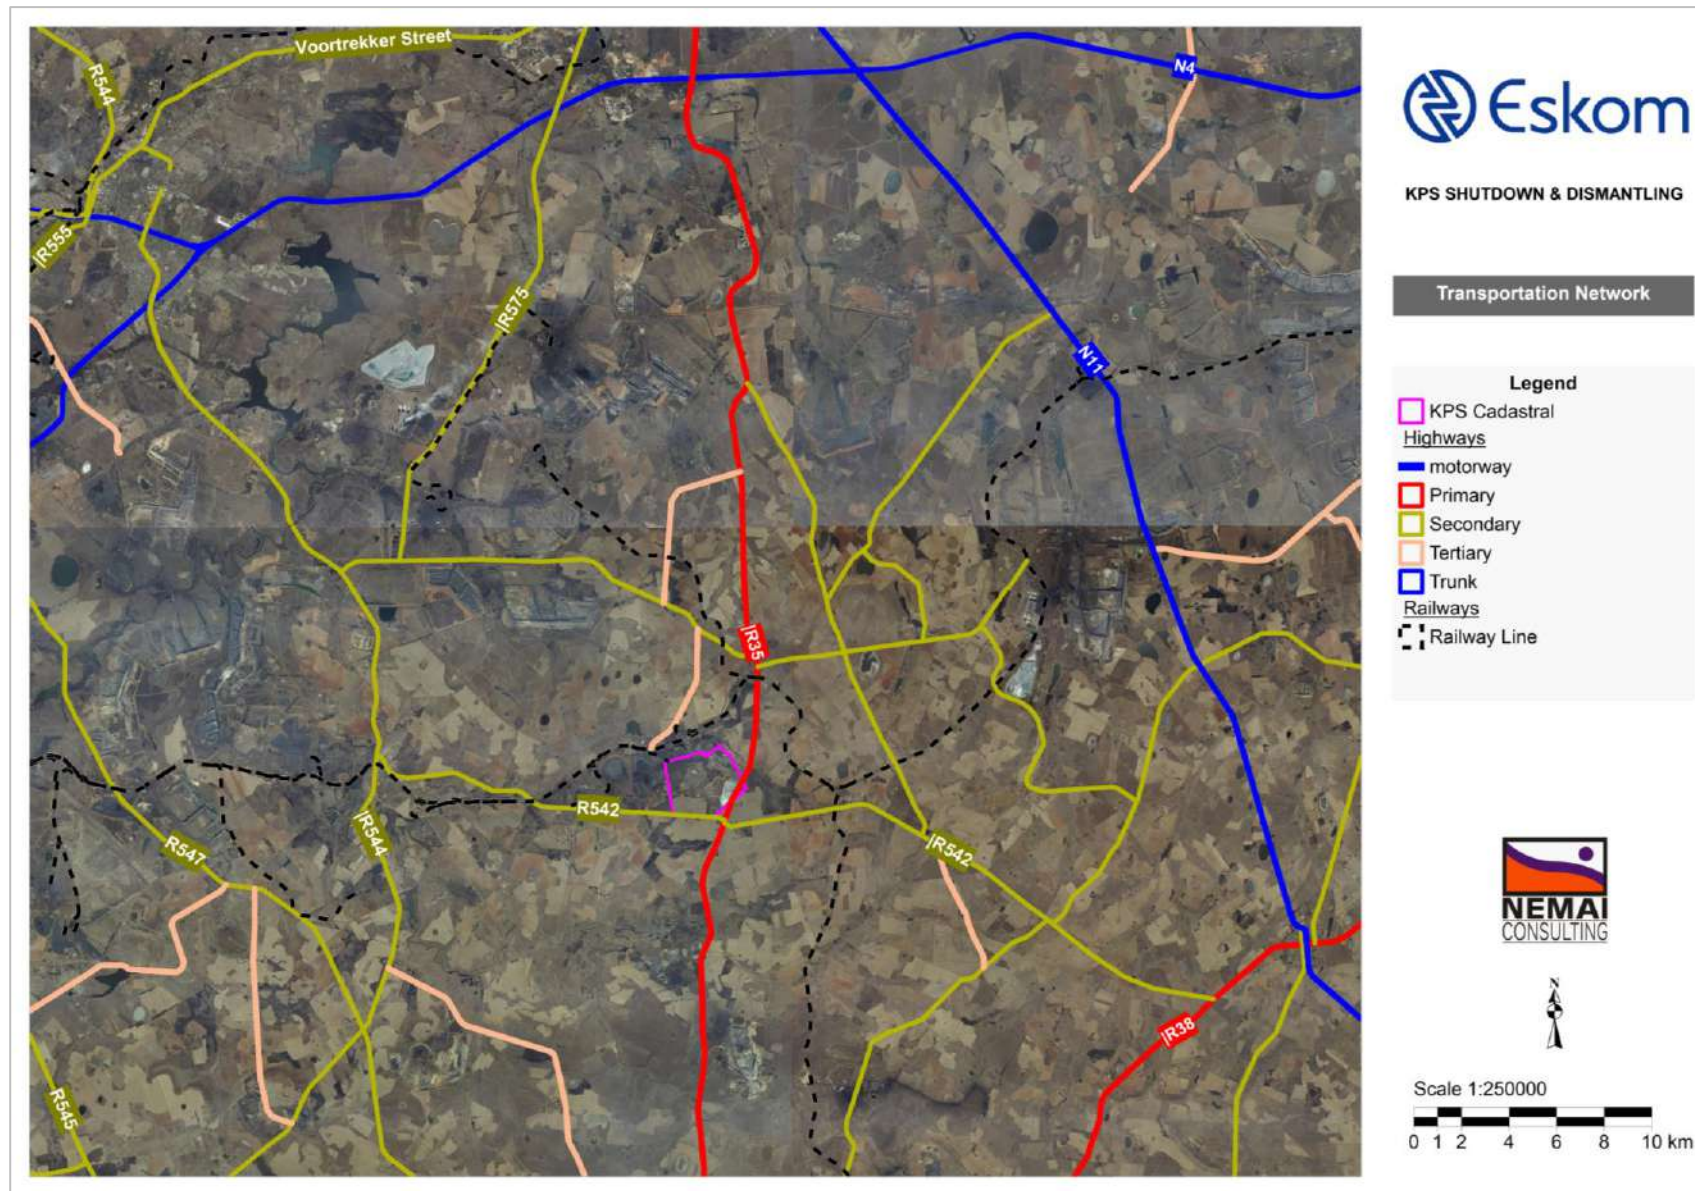 Voortrekker Street
R544
N4
|R555
|R575
N11
|R35
R542
|R544
|R542
R547
|R38
R545
Eskom
KPS SHUTDOWN & DISMANTLING
Transportation Network
Legend
KPS Cadastral
Highways
motorway
Primary
Secondary
Tertiary
Trunk
Railways
Railway Line
NEMAI
CONSULTING
N
Scale 1:250000
0 1 2 4 6 8 10 km